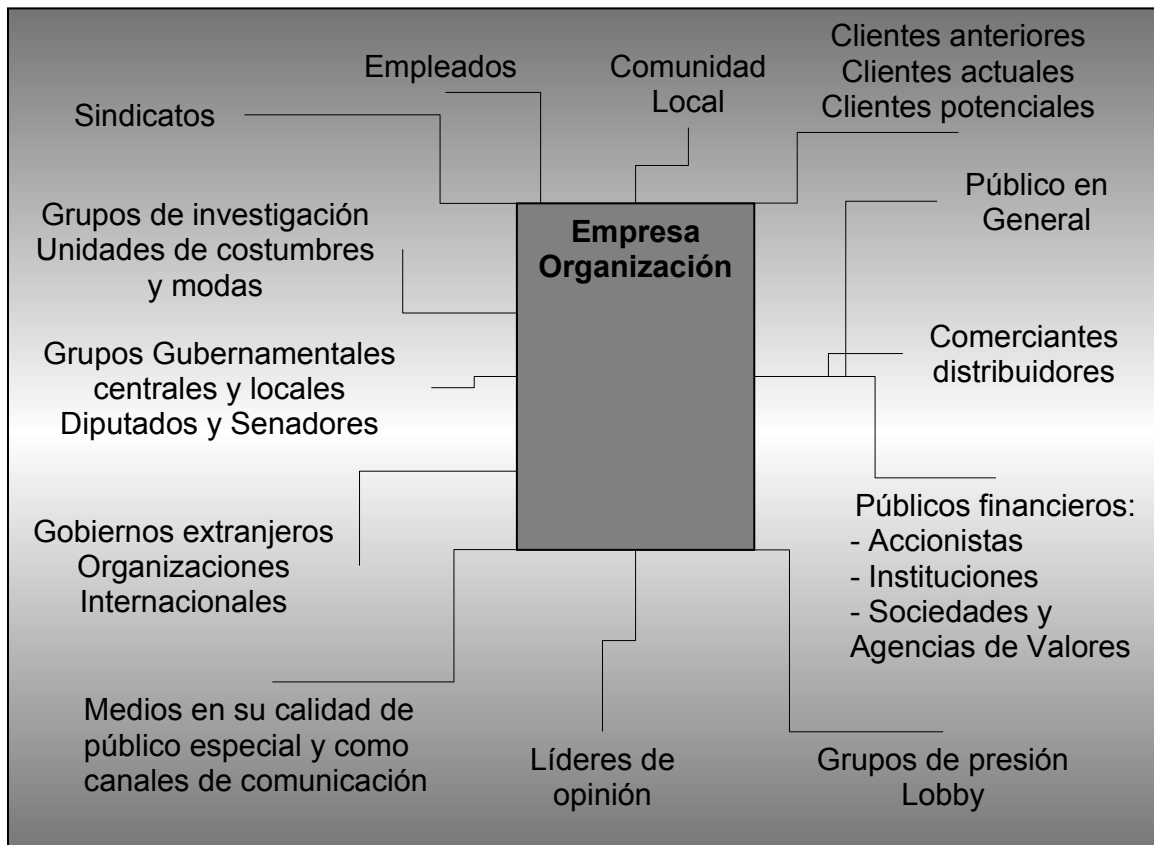 Clientes anteriores
Clientes actuales
Clientes potenciales
Empleados
Comunidad
Local
Sindicatos
Público en
General
Grupos de investigación
Unidades de costumbres
y modas
Empresa
Organización
Comerciantes
distribuidores
Grupos Gubernamentales
centrales y locales
Diputados y Senadores
Públicos financieros:
- Accionistas
- Instituciones
- Sociedades y
Agencias de Valores
Gobiernos extranjeros
Organizaciones
Internacionales
Medios en su calidad de
público especial y como
canales de comunicación
Líderes de
opinión
Grupos de presión
Lobby